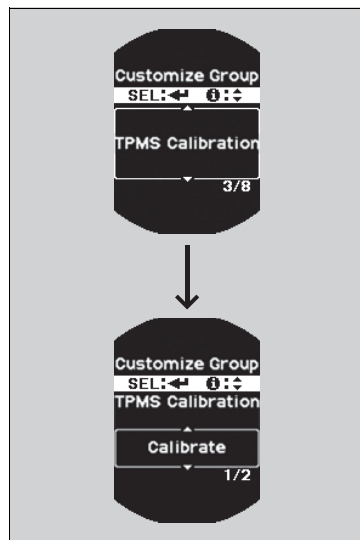 Customize Group
SEL:↵ ℹ:⬍
TPMS Calibration
3/8
Customize Group
SEL:↵ ℹ:⬍
TPMS Calibration
Calibrate
1/2